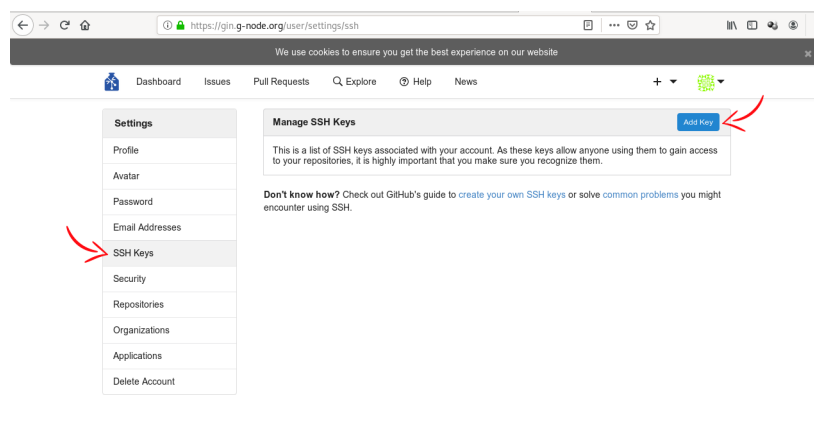 https://gin.g-node.org/user/settings/ssh
We use cookies to ensure you get the best experience on our website
Dashboard Issues Pull Requests Explore Help News
Settings
Profile
Avatar
Password
Email Addresses
SSH Keys
Security
Repositories
Organizations
Applications
Delete Account
Manage SSH Keys Add Key
This is a list of SSH keys associated with your account. As these keys allow anyone using them to gain access
to your repositories, it is highly important that you make sure you recognize them.
Don't know how? Check out GitHub's guide to create your own SSH keys or solve common problems you might
encounter using SSH.